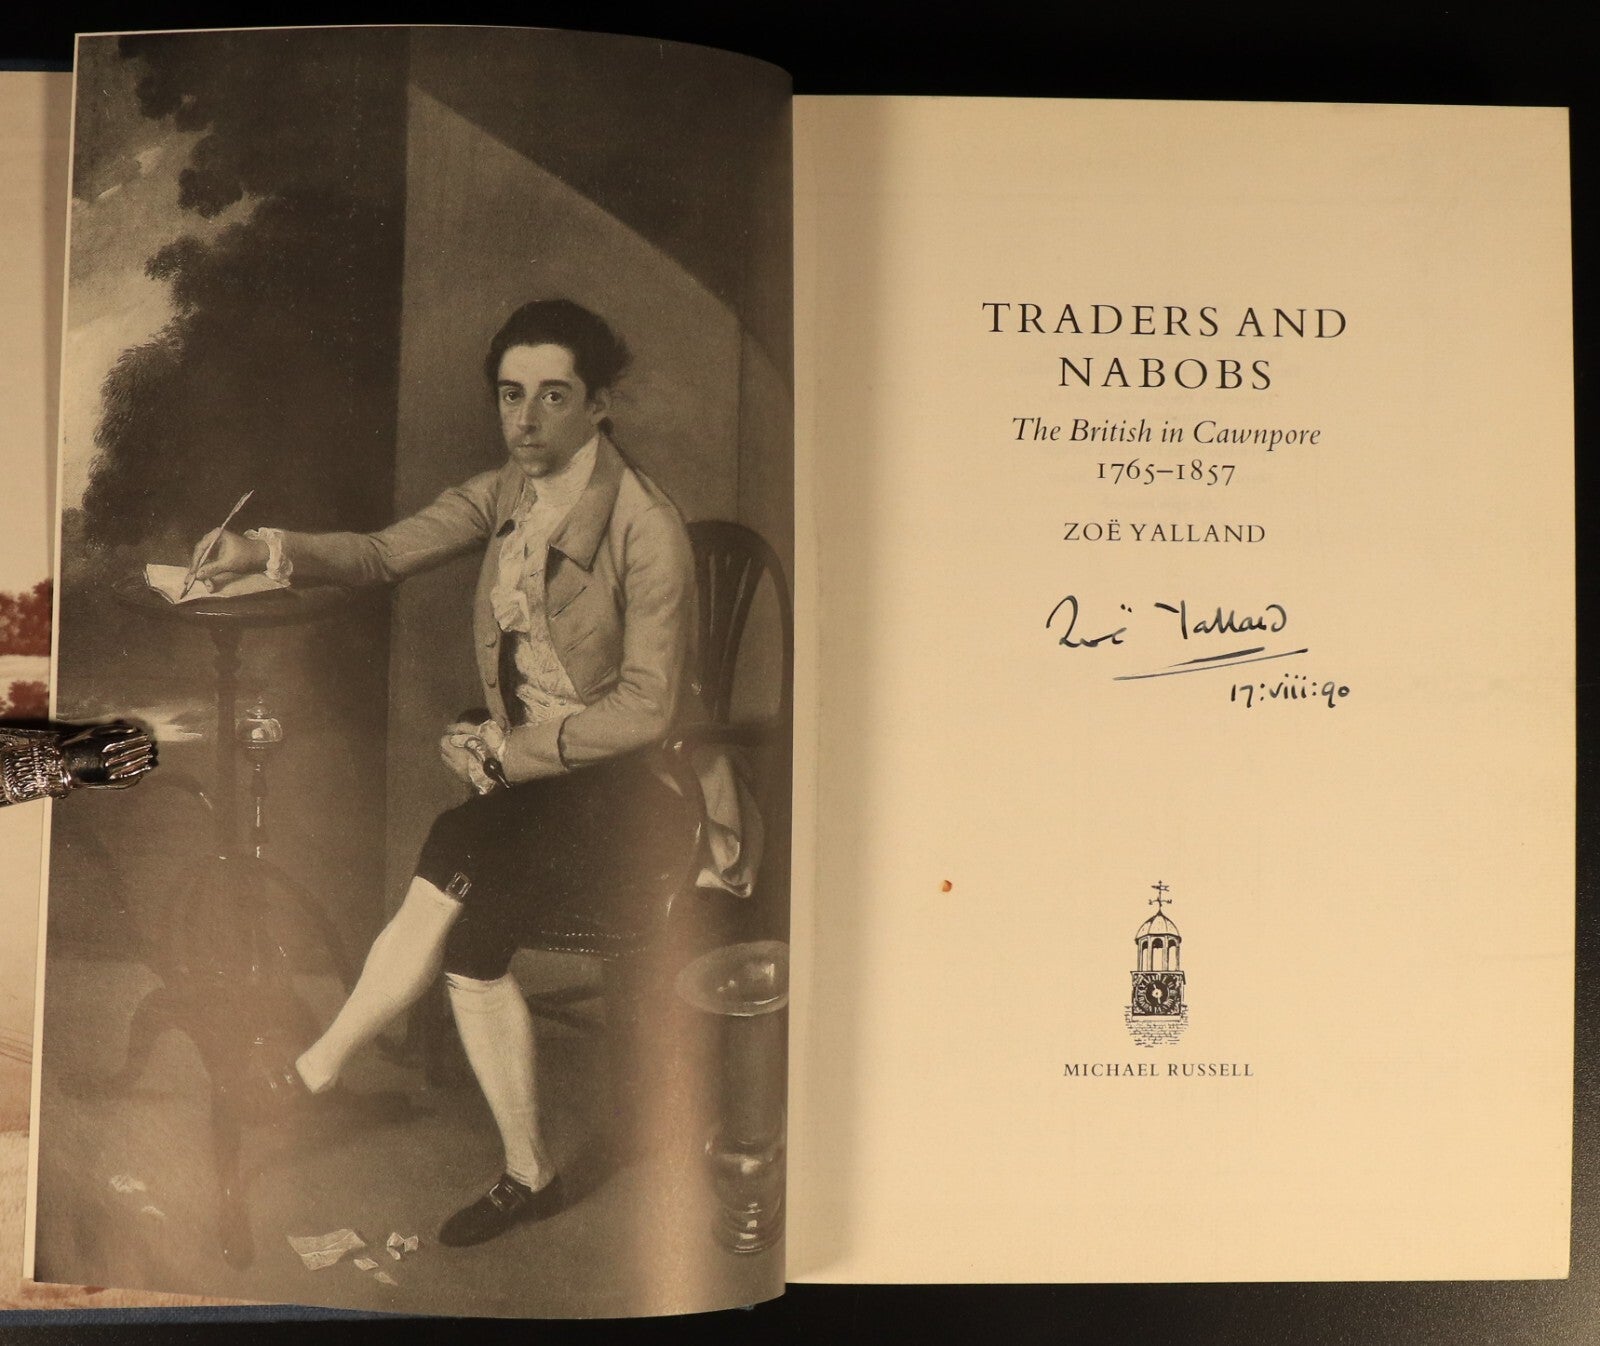 TRADERS AND
NABOBS
The British in Cawnpore
1765–1857
ZOË YALLAND
Zoë Yalland
17:viii:90
MICHAEL RUSSELL